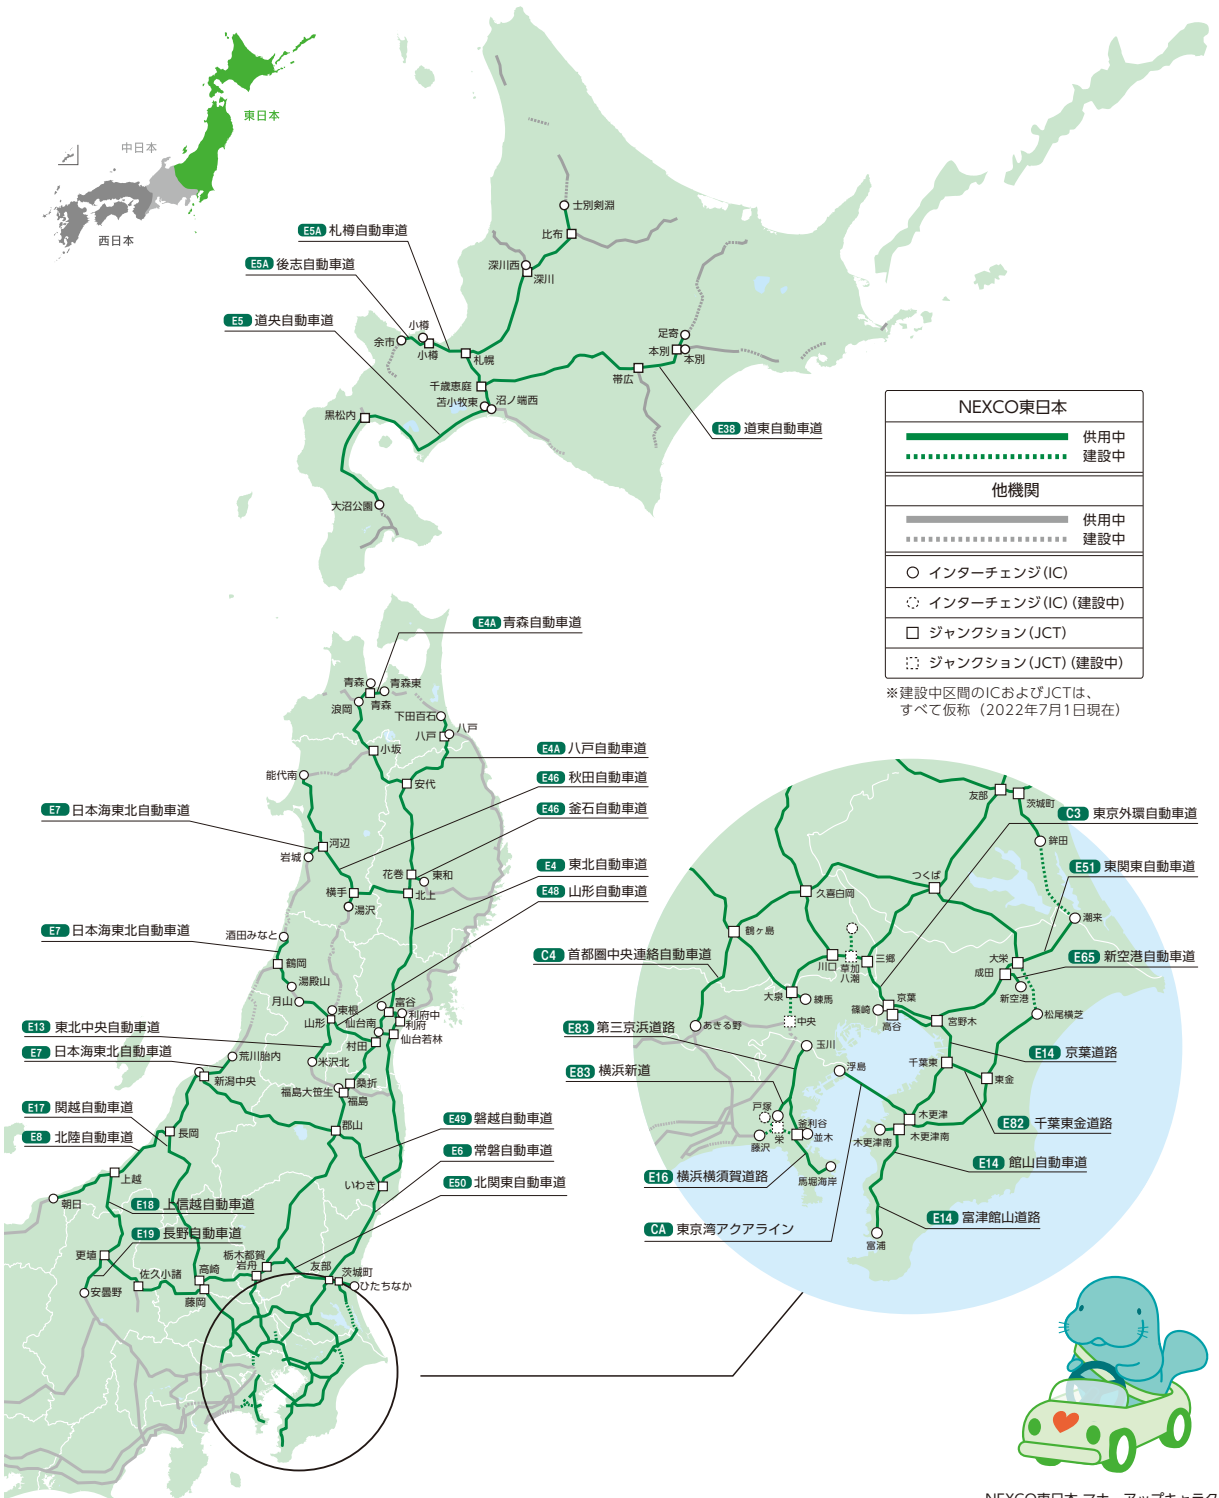 東日本
中日本
西日本
E5A 札樽自動車道
E5A 後志自動車道
E5 道央自動車道
士別剣淵
比布
深川西
深川
足寄
本別
本別
小樽
余市
小樽
札幌
帯広
千歳恵庭
苫小牧東
沼ノ端西
黒松内
E38 道東自動車道
大沼公園
NEXCO東日本
供用中
建設中
他機関
供用中
建設中
インターチェンジ(IC)
インターチェンジ(IC)(建設中)
ジャンクション(JCT)
ジャンクション(JCT)(建設中)
※建設中区間のICおよびJCTは、
すべて仮称（2022年7月1日現在）
E4A 青森自動車道
青森
青森東
青森
浪岡
下田百石
八戸
八戸
小坂
E4A 八戸自動車道
能代南
安代
E46 秋田自動車道
E7 日本海東北自動車道
E46 釜石自動車道
河辺
岩城
花巻
東和
E4 東北自動車道
横手
北上
E48 山形自動車道
湯沢
E7 日本海東北自動車道
酒田みなと
鶴岡
湯殿山
月山
東根
富谷
利府中
山形
仙台南
利府
仙台若林
E13 東北中央自動車道
村田
E7 日本海東北自動車道
荒川胎内
米沢北
新潟中央
桑折
福島大笹生
福島
E17 関越自動車道
長岡
郡山
E49 磐越自動車道
E8 北陸自動車道
E6 常磐自動車道
上越
いわき
E50 北関東自動車道
朝日
E18 上信越自動車道
E19 長野自動車道
更埴
栃木都賀
岩舟
佐久小諸
高崎
友部
茨城町
安曇野
藤岡
ひたちなか
友部
茨城町
C3 東京外環自動車道
鉾田
E51 東関東自動車道
つくば
久喜白岡
潮来
鶴ヶ島
C4 首都圏中央連絡自動車道
川口
草加
八潮
三郷
大栄
成田
E65 新空港自動車道
新空港
大泉
練馬
京葉
篠崎
高谷
中央
宮野木
松尾横芝
あきる野
E83 第三京浜道路
玉川
E14 京葉道路
E83 横浜新道
浮島
千葉東
東金
戸塚
木更津
E82 千葉東金道路
釜利谷
並木
藤沢
栄
木更津南
木更津南
E14 館山自動車道
E16 横浜横須賀道路
馬堀海岸
E14 富津館山道路
CA 東京湾アクアライン
富浦